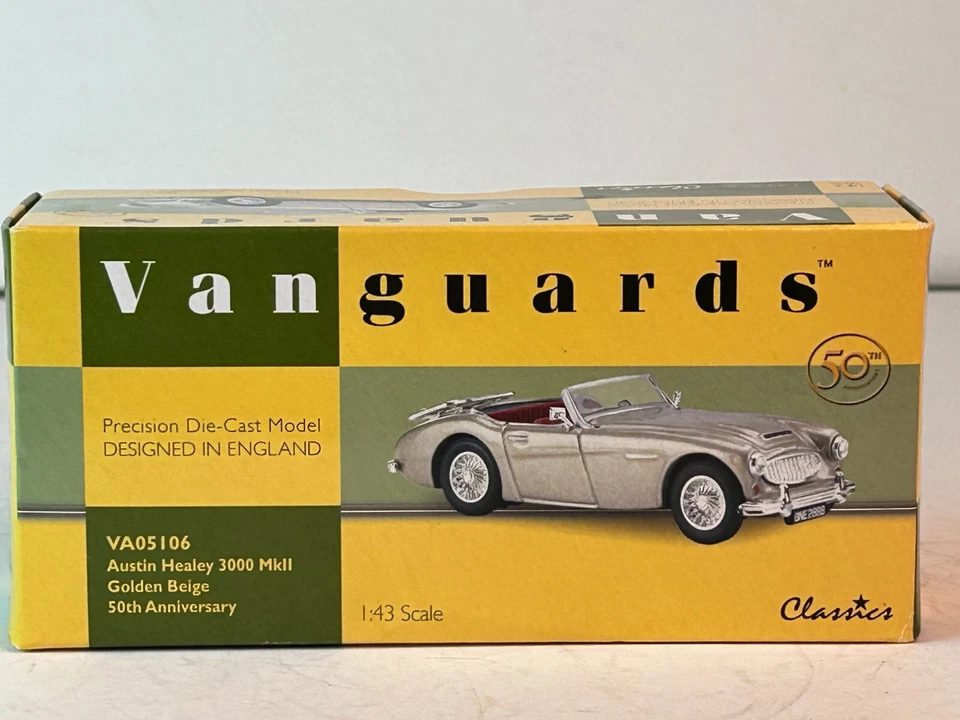 Vanguards™
50TH
Precision Die-Cast Model
DESIGNED IN ENGLAND
VA05106
Austin Healey 3000 MkII
Golden Beige
50th Anniversary
1:43 Scale
Classics